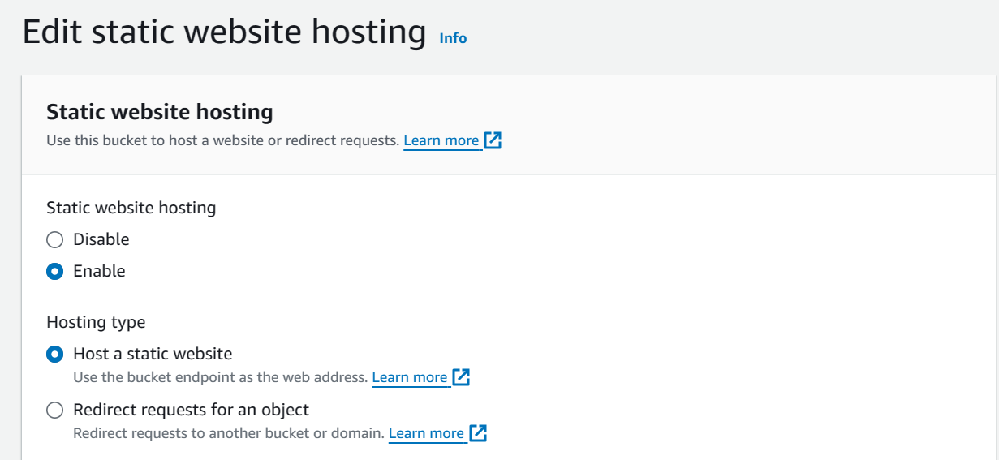 Edit static website hosting Info
Static website hosting
Use this bucket to host a website or redirect requests. Learn more
Static website hosting
Disable
Enable
Hosting type
Host a static website
Use the bucket endpoint as the web address. Learn more
Redirect requests for an object
Redirect requests to another bucket or domain. Learn more